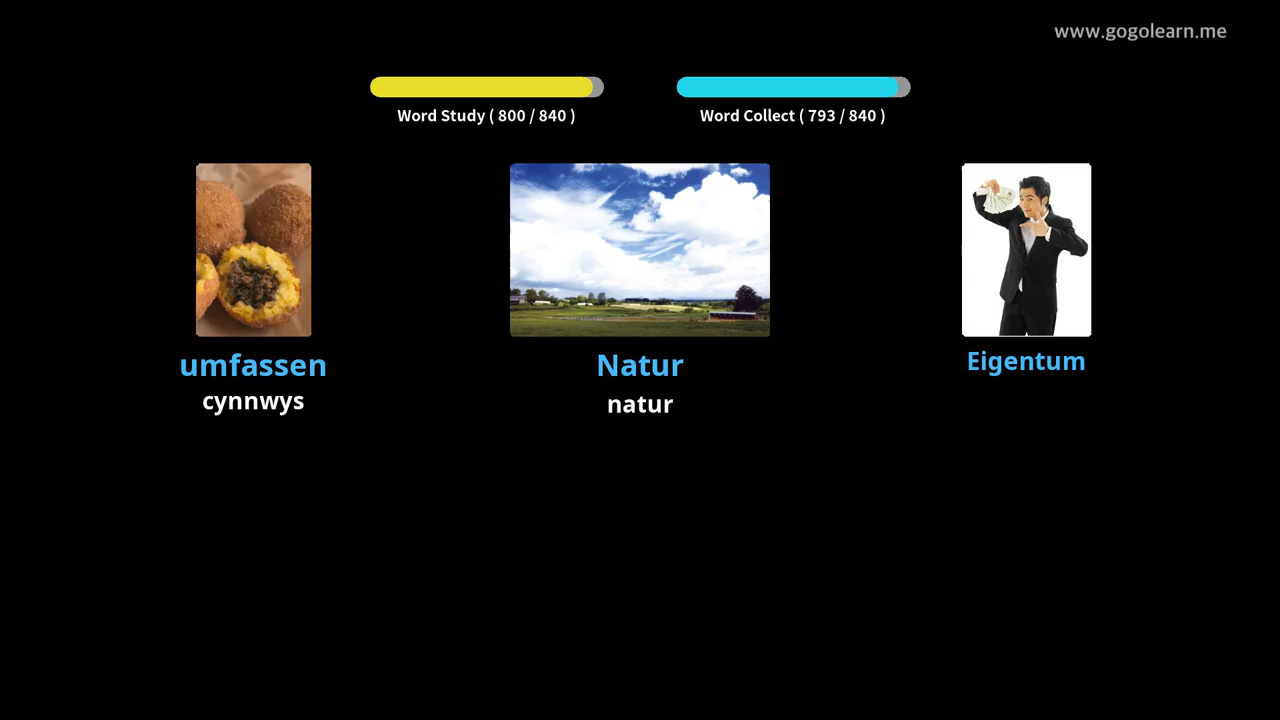 www.gogolearn.me
Word Study ( 800 / 840 )
Word Collect ( 793 / 840 )
umfassen
cynnwys
Natur
natur
Eigentum